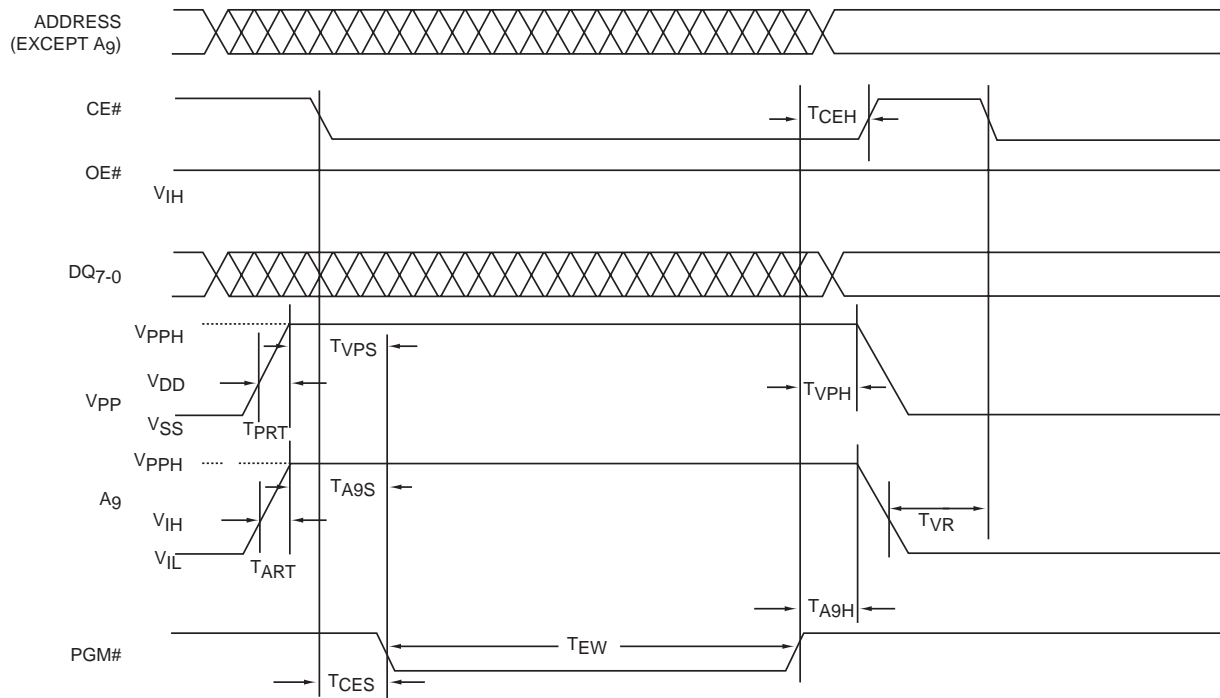 ADDRESS
(EXCEPT A9)
CE#
TCEH
OE#
VIH
DQ7-0
VPPH
TVPS
VDD
VPP
TVPH
VSS
TPRT
VPPH
A9
TA9S
VIH
TVR
VIL
TART
TA9H
PGM#
TEW
TCES